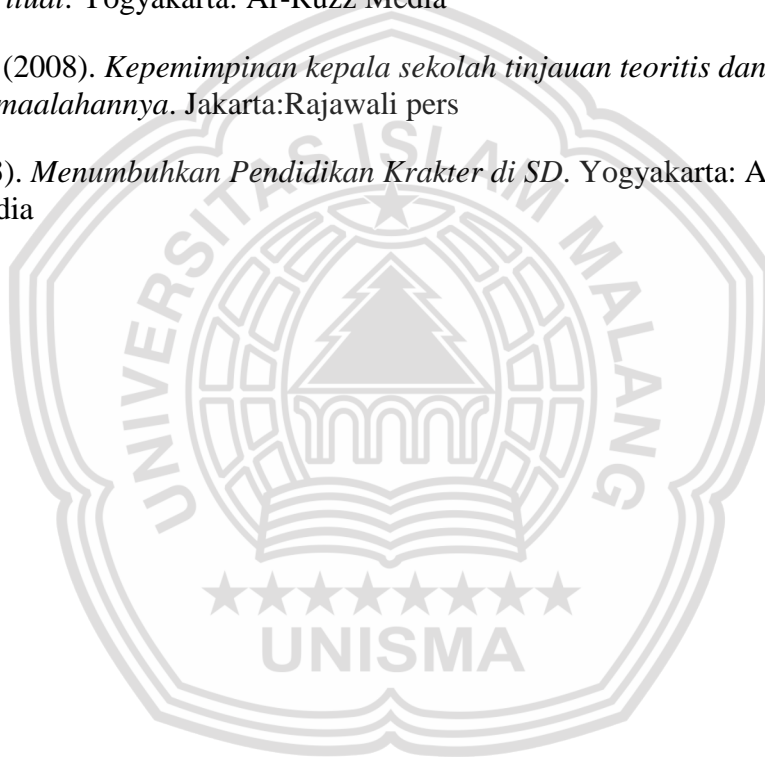 itual. Yogyakarta: Ar-Ruzz Media
(2008). Kepemimpinan kepala sekolah tinjauan teoritis dan
maalahannya. Jakarta:Rajawali pers
). Menumbuhkan Pendidikan Krakter di SD. Yogyakarta: A
dia
UNIVERSITAS ISLAM MALANG
UNISMA